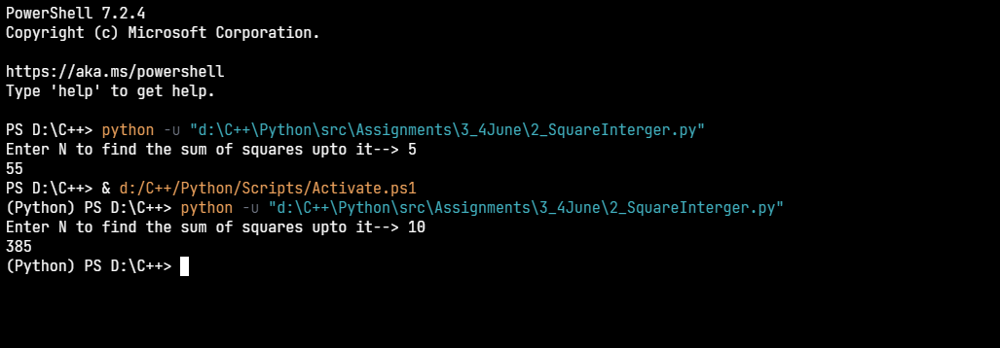 PowerShell 7.2.4
Copyright (c) Microsoft Corporation.
https://aka.ms/powershell
Type 'help' to get help.
PS D:\C++> python -u "d:\C++\Python\src\Assignments\3_4June\2_SquareInterger.py"
Enter N to find the sum of squares upto it--> 5
55
PS D:\C++> & d:/C++/Python/Scripts/Activate.ps1
(Python) PS D:\C++> python -u "d:\C++\Python\src\Assignments\3_4June\2_SquareInterger.py"
Enter N to find the sum of squares upto it--> 10
385
(Python) PS D:\C++>